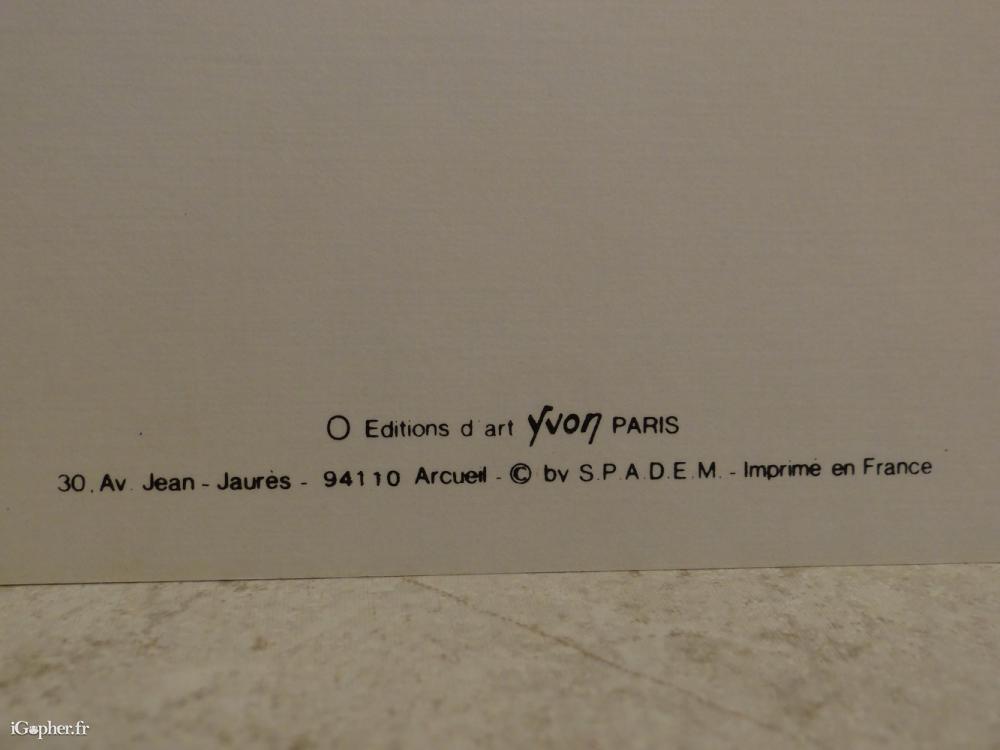 O Editions d'art Yvon PARIS
30, Av. Jean - Jaurès - 94110 Arcueil - © by S.P.A.D.E.M. - Imprimé en France
iGopher.fr